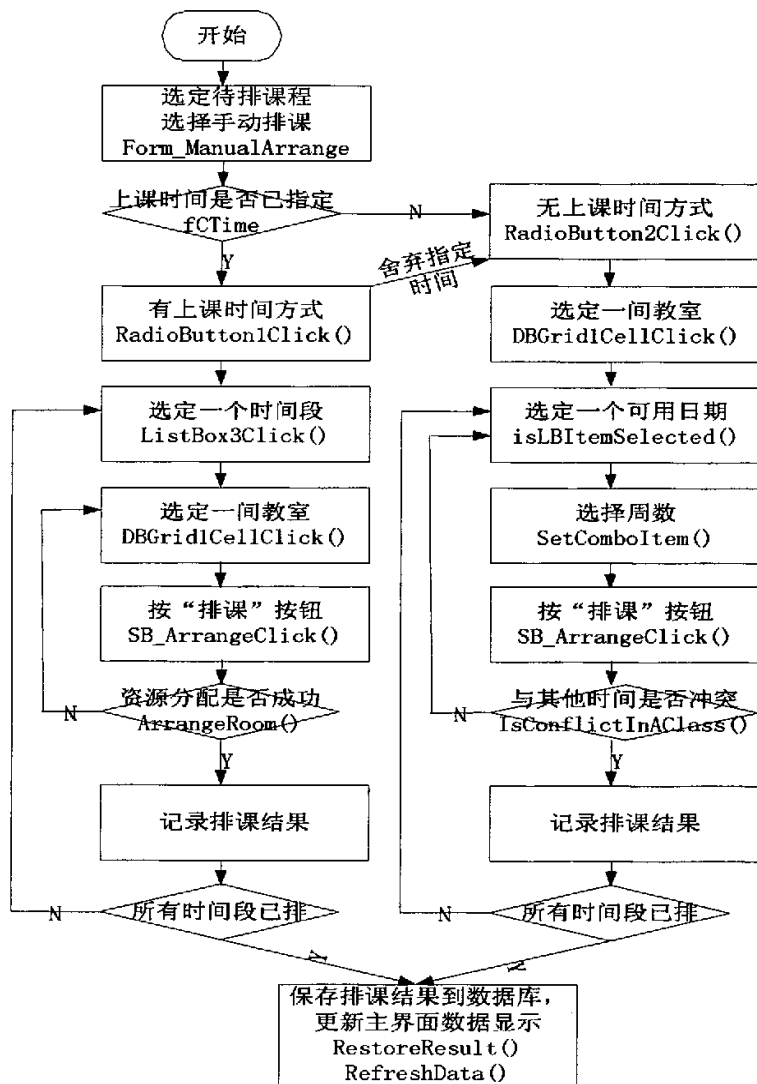 开始
选定待排课程
选择手动排课
Form_ManualArrange
上课时间是否已指定
fCTime
N
Y
无上课时间方式
RadioButton2Click()
舍弃指定
时间
有上课时间方式
RadioButton1Click()
选定一间教室
DBGrid1CellClick()
选定一个时间段
ListBox3Click()
选定一个可用日期
isLBItemSelected()
选定一间教室
DBGrid1CellClick()
选择周数
SetComboItem()
按“排课”按钮
SB_ArrangeClick()
按“排课”按钮
SB_ArrangeClick()
资源分配是否成功
ArrangeRoom()
N
Y
与其他时间是否冲突
IsConflictInAClass()
N
Y
记录排课结果
记录排课结果
所有时间段已排
N
Y
所有时间段已排
N
Y
保存排课结果到数据库，
更新主界面数据显示
RestoreResult()
RefreshData()